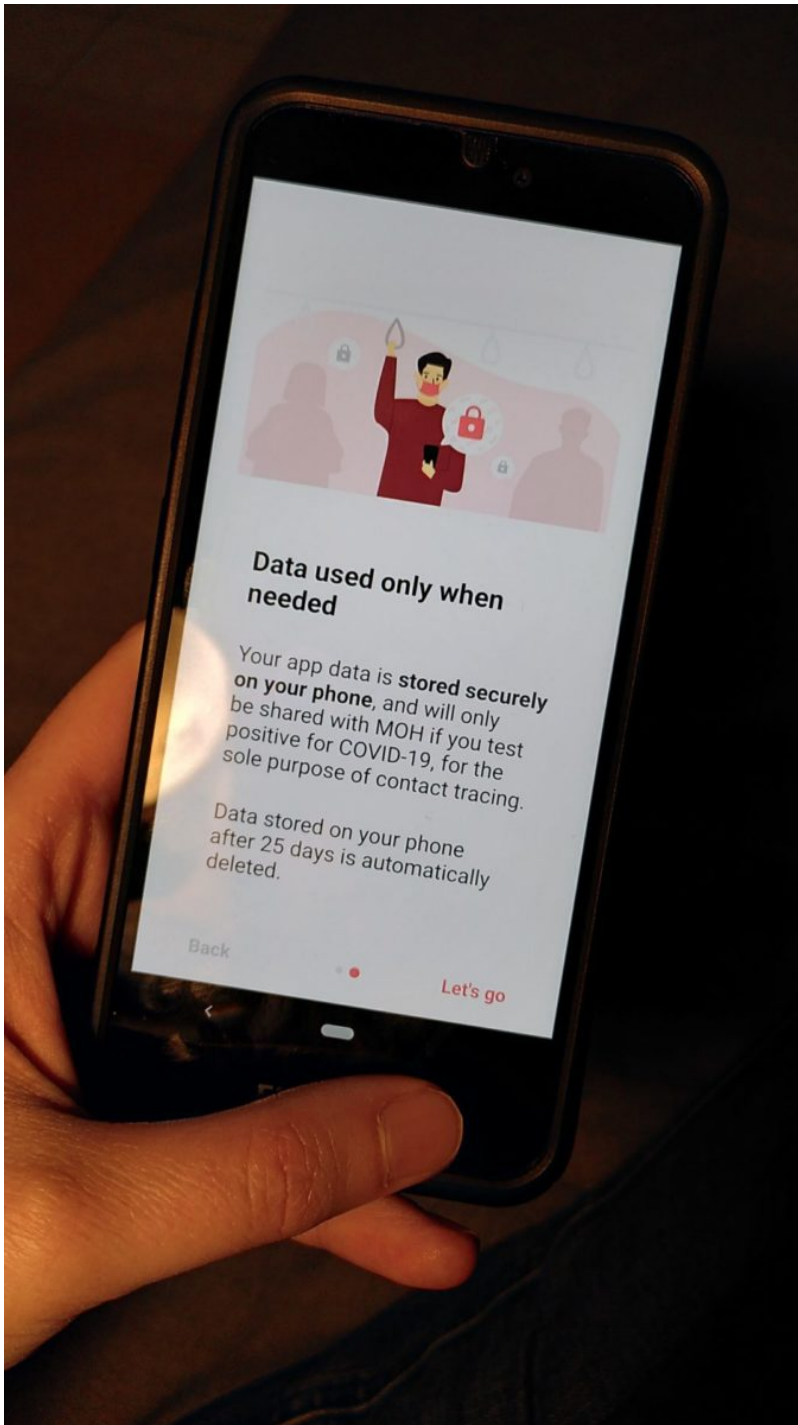 Data used only when
needed
Your app data is stored securely
on your phone, and will only
be shared with MOH if you test
positive for COVID-19, for the
sole purpose of contact tracing.
Data stored on your phone
after 25 days is automatically
deleted.
Back
Let's go